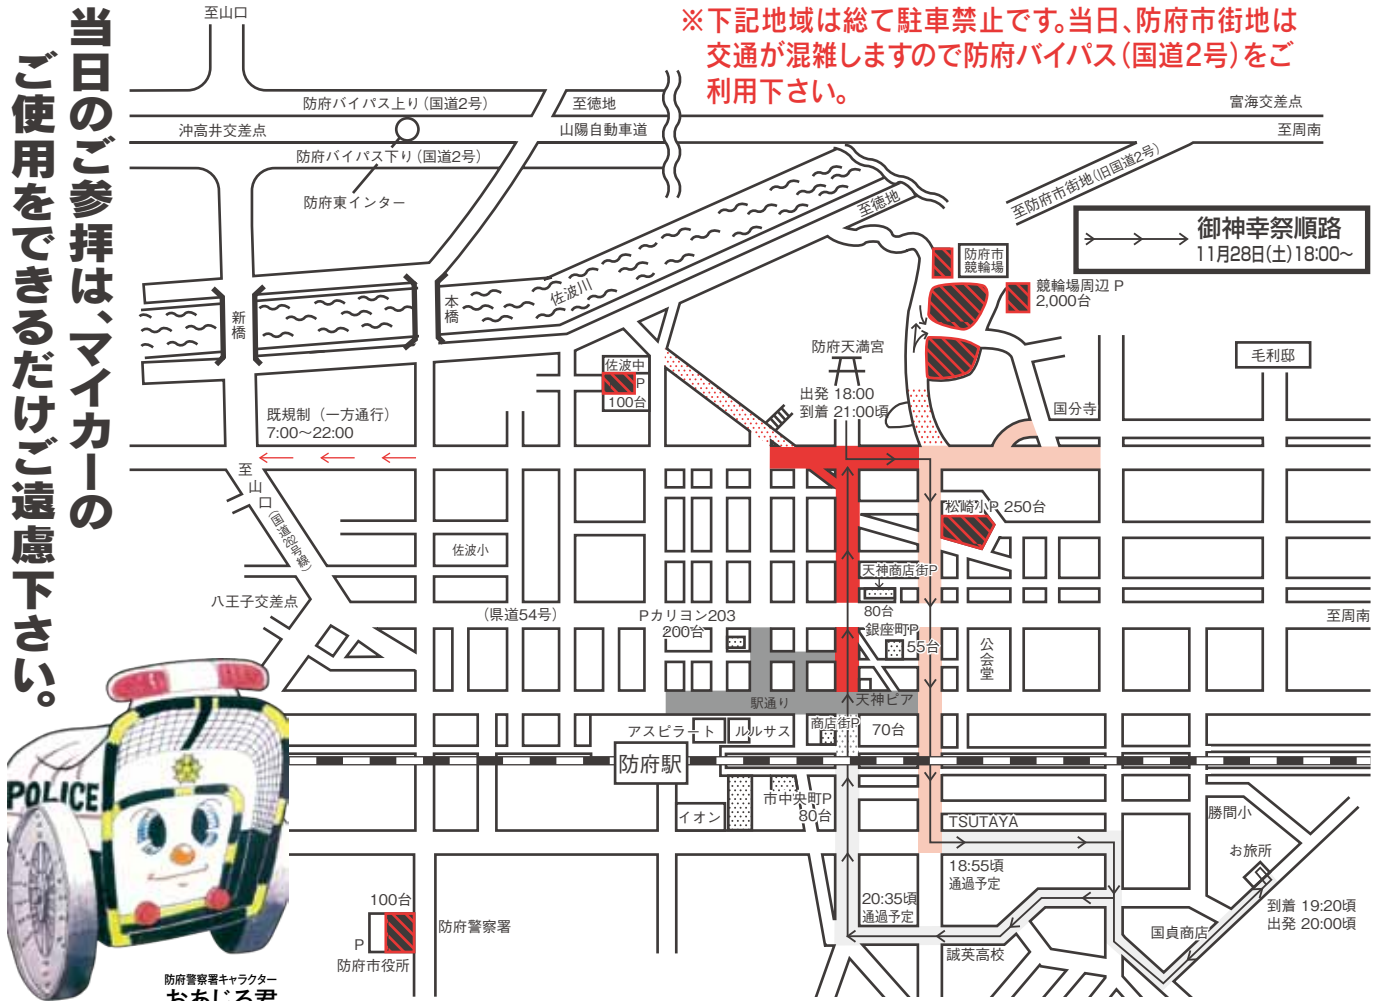 当日のご参拝は、マイカーの
ご使用をできるだけご遠慮下さい。
※下記地域は総て駐車禁止です。当日、防府市街地は
交通が混雑しますので防府バイパス(国道2号)をご
利用下さい。
至山口
防府バイパス上り(国道2号)
至徳地
富海交差点
沖高井交差点
山陽自動車道
至周南
防府バイパス下り(国道2号)
防府東インター
至防府市街地(旧国道2号)
至徳地
御神幸祭順路
11月28日(土)18:00～
防府市
競輪場
競輪場周辺 P
2,000台
佐波川
本橋
新橋
防府天満宮
毛利邸
佐波中
P
100台
出発 18:00
到着 21:00頃
国分寺
既規制(一方通行)
7:00～22:00
至山口(国道262号線)
松崎小P 250台
佐波小
天神商店街P
80台
八王子交差点
(県道54号)
Pカリヨン203
200台
銀座町P
55台
公会堂
至周南
駅通り
天神ピア
アスピラート
ルルサス
商店街P
70台
防府駅
市中央町P
80台
イオン
TSUTAYA
勝間小
お旅所
18:55頃
通過予定
20:35頃
通過予定
到着 19:20頃
出発 20:00頃
国貞商店
誠英高校
100台
P
防府警察署
防府市役所
POLICE
防府警察署キャラクター
おあじろ君